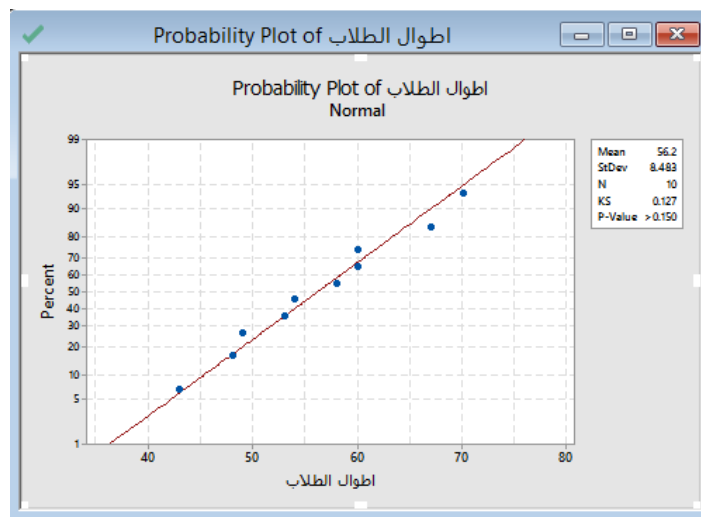 Probability Plot of اطوال الطلاب
Probability Plot of اطوال الطلاب
Normal
99
95
90
80
70
60
50
40
30
20
10
5
1
Percent
40 50 60 70 80
اطوال الطلاب
Mean 56.2
StDev 8.483
N 10
KS 0.127
P-Value >0.150